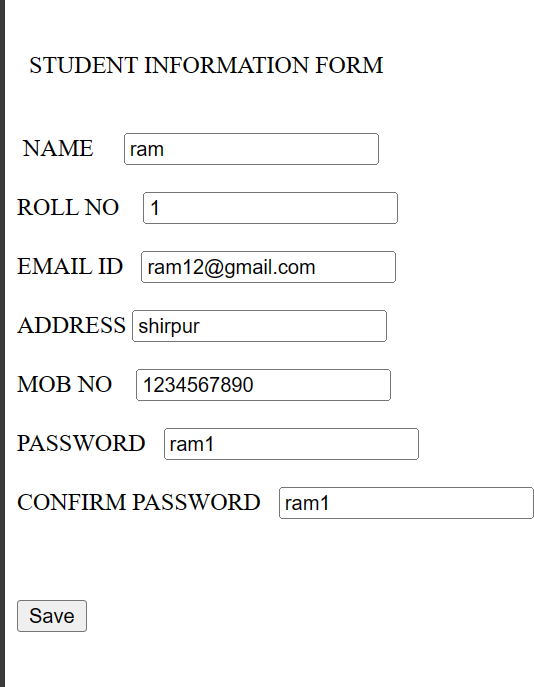 STUDENT INFORMATION FORM
NAME ram
ROLL NO 1
EMAIL ID ram12@gmail.com
ADDRESS shirpur
MOB NO 1234567890
PASSWORD ram1
CONFIRM PASSWORD ram1
Save